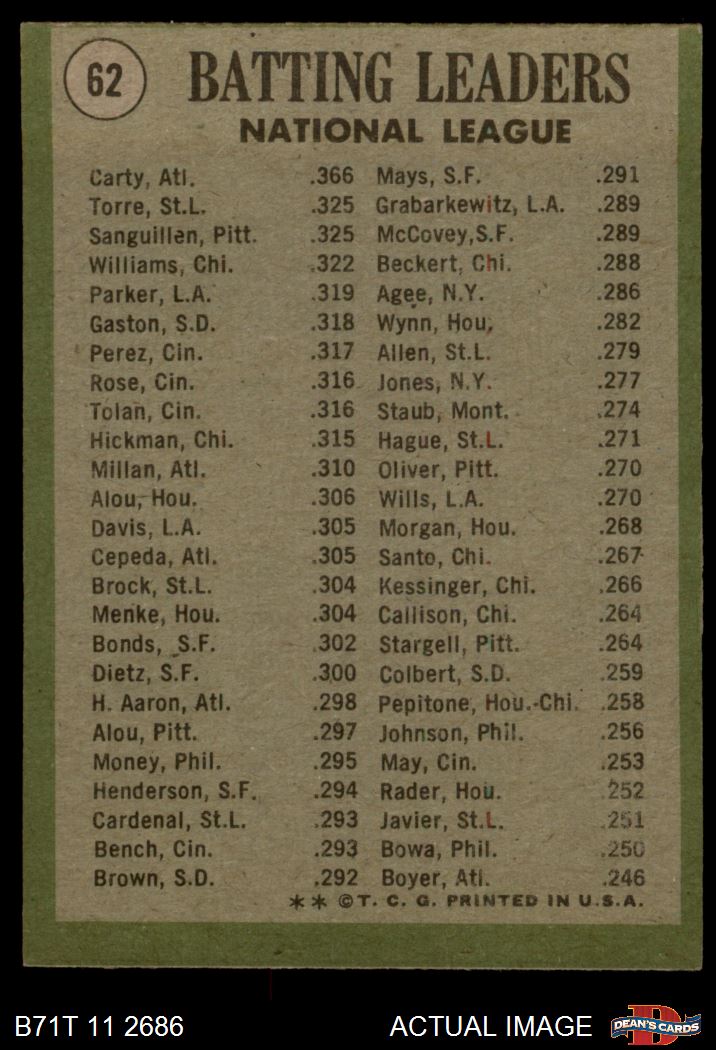 62
BATTING LEADERS
NATIONAL LEAGUE
Carty, Atl. .366
Torre, St.L. .325
Sanguillen, Pitt. .325
Williams, Chi. .322
Parker, L.A. .319
Gaston, S.D. .318
Perez, Cin. .317
Rose, Cin. .316
Tolan, Cin. .316
Hickman, Chi. .315
Millan, Atl. .310
Alou, Hou. .306
Davis, L.A. .305
Cepeda, Atl. .305
Brock, St.L. .304
Menke, Hou. .304
Bonds, S.F. .302
Dietz, S.F. .300
H. Aaron, Atl. .298
Alou, Pitt. .297
Money, Phil. .295
Henderson, S.F. .294
Cardenal, St.L. .293
Bench, Cin. .293
Brown, S.D. .292
Mays, S.F. .291
Grabarkewitz, L.A. .289
McCovey,S.F. .289
Beckert, Chi. .288
Agee, N.Y. .286
Wynn, Hou. .282
Allen, St.L. .279
Jones, N.Y. .277
Staub, Mont. .274
Hague, St.L. .271
Oliver, Pitt. .270
Wills, L.A. .270
Morgan, Hou. .268
Santo, Chi. .267
Kessinger, Chi. .266
Callison, Chi. .264
Stargell, Pitt. .264
Colbert, S.D. .259
Pepitone, Hou.-Chi. .258
Johnson, Phil. .256
May, Cin. .253
Rader, Hou. .252
Javier, St.L. .251
Bowa, Phil. .250
Boyer, Atl. .246
** ©T. C. G. PRINTED IN U.S.A.
B71T 11 2686 ACTUAL IMAGE
DEAN'S CARDS